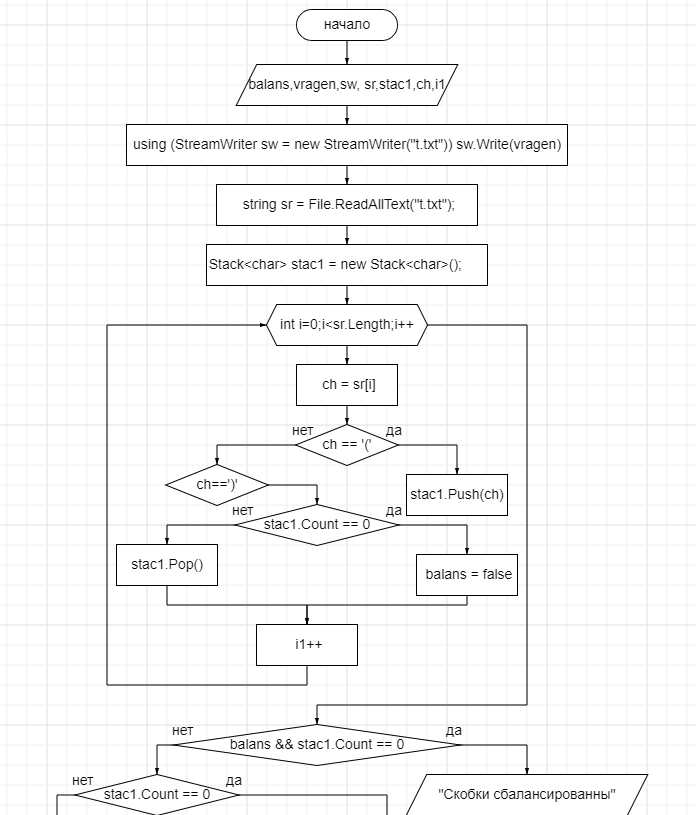 начало
balans,vragen,sw, sr,stac1,ch,i1
using (StreamWriter sw = new StreamWriter("t.txt")) sw.Write(vragen)
string sr = File.ReadAllText("t.txt");
Stack<char> stac1 = new Stack<char>();
int i=0;i<sr.Length;i++
ch = sr[i]
нет
да
ch == '('
ch==')'
stac1.Push(ch)
нет
да
stac1.Count == 0
stac1.Pop()
balans = false
i1++
нет
да
balans && stac1.Count == 0
нет
да
stac1.Count == 0
"Скобки сбалансированны"